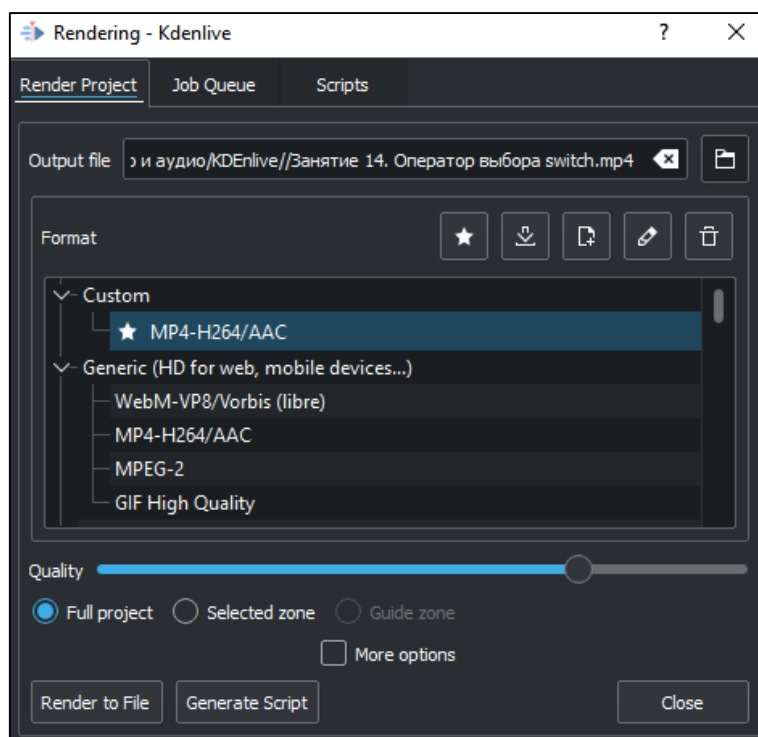 Rendering - Kdenlive
Render Project Job Queue Scripts
Output file и аудио/KDEnlive//Занятие 14. Оператор выбора switch.mp4
Format
Custom
MP4-H264/AAC
Generic (HD for web, mobile devices...)
WebM-VP8/Vorbis (libre)
MP4-H264/AAC
MPEG-2
GIF High Quality
Quality
Full project Selected zone Guide zone
More options
Render to File Generate Script Close